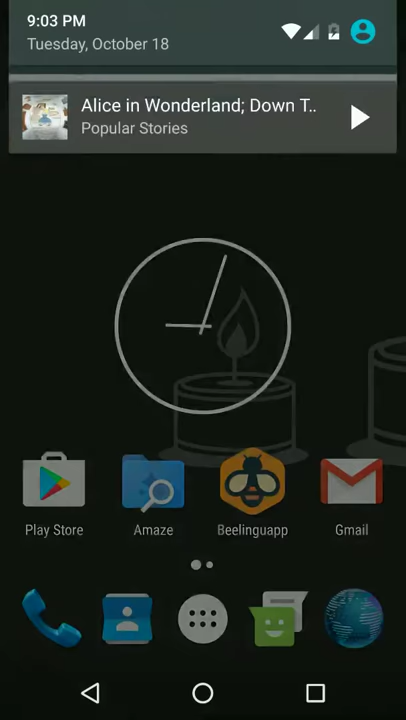 9:03 PM
Tuesday, October 18
Alice in Wonderland; Down T..
Popular Stories
Play Store
Amaze
Beelinguapp
Gmail